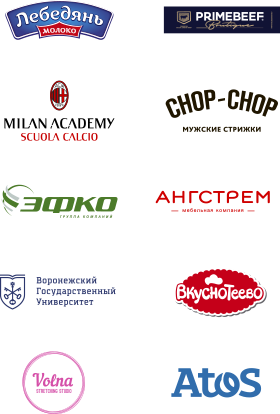 Лебедянь
МОЛОКО
PRIMEBEEF
Boutique
MILAN ACADEMY
SCUOLA CALCIO
CHOP-CHOP
МУЖСКИЕ СТРИЖКИ
ЭФКО
ГРУППА КОМПАНИЙ
АНГСТРЕМ
мебельная компания
Воронежский
Государственный
Университет
Вкуснотеево
Volna
STRETCHING STUDIO
Atos